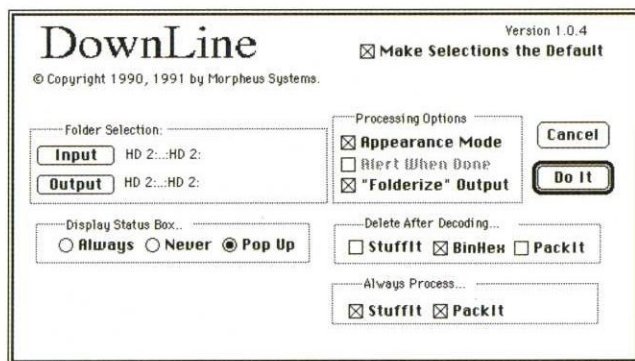 DownLine
Version 1.0.4
Make Selections the Default
© Copyright 1990, 1991 by Morpheus Systems.
Folder Selection:
Input HD 2:...:HD 2:
Output HD 2:...:HD 2:
Processing Options
Appearance Mode
Alert When Done
"Folderize" Output
Cancel
Do It
Display Status Box..
Always Never Pop Up
Delete After Decoding...
StuffIt BinHex PackIt
Always Process...
StuffIt PackIt